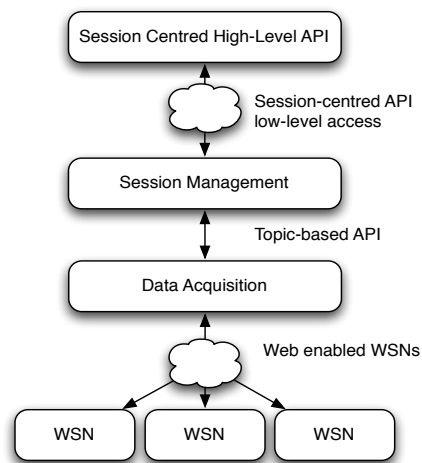 Session Centred High-Level API
Session-centred API
low-level access
Session Management
Topic-based API
Data Acquisition
Web enabled WSNs
WSN
WSN
WSN